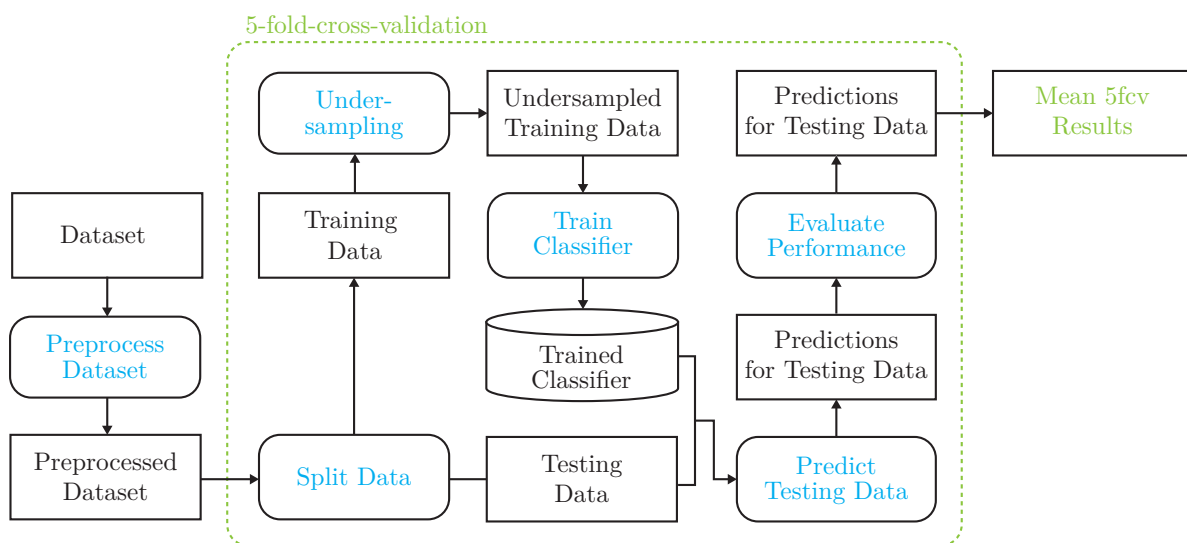 5-fold-cross-validation
Under-
sampling
Undersampled
Training Data
Predictions
for Testing Data
Mean 5fcv
Results
Dataset
Training
Data
Train
Classifier
Evaluate
Performance
Preprocess
Dataset
Trained
Classifier
Predictions
for Testing Data
Preprocessed
Dataset
Split Data
Testing
Data
Predict
Testing Data